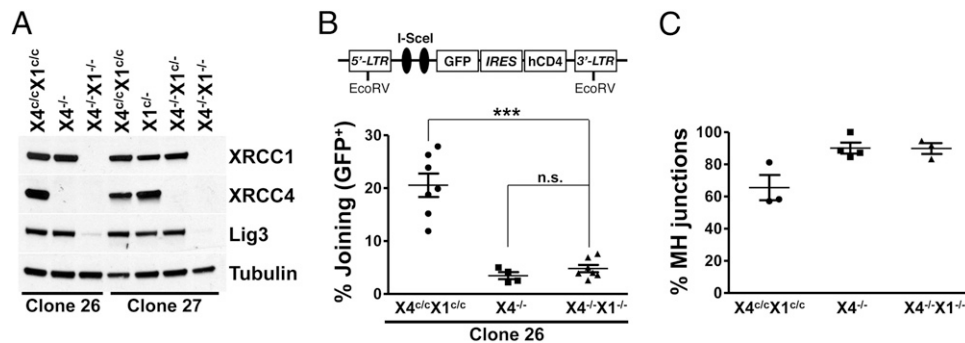 A
X4c/cX1c/c
X4-/-
X4-/-X1-/-
X4c/cX1c/c
X1c/-
X4-/-X1c/-
X4-/-X1-/-
XRCC1
XRCC4
Lig3
Tubulin
Clone 26
Clone 27
B
I-SceI
5'-LTR
GFP
IRES
hCD4
3'-LTR
EcoRV
EcoRV
% Joining (GFP+)
30
20
10
0
***
n.s.
X4c/cX1c/c
X4-/-
X4-/-X1-/-
Clone 26
C
% MH junctions
100
80
60
40
20
0
X4c/cX1c/c
X4-/-
X4-/-X1-/-